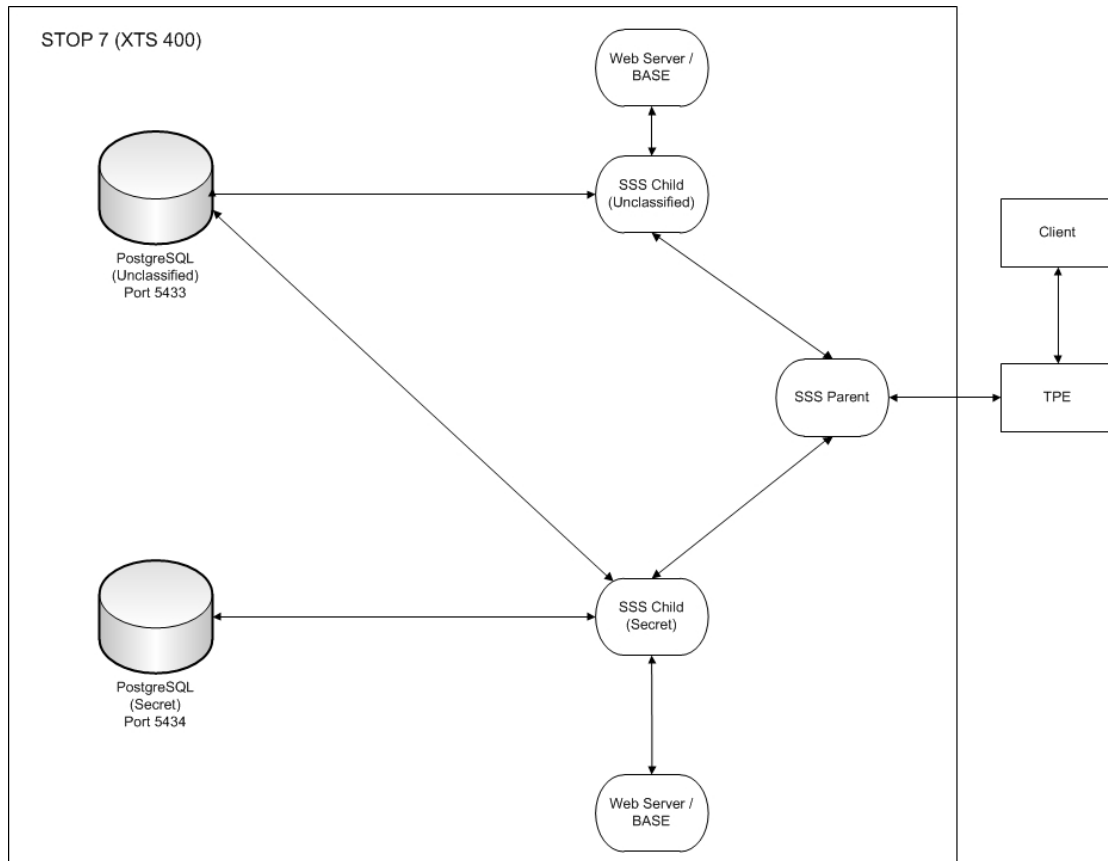 STOP 7 (XTS 400)
Web Server /
BASE
SSS Child
(Unclassified)
PostgreSQL
(Unclassified)
Port 5433
Client
SSS Parent
TPE
SSS Child
(Secret)
PostgreSQL
(Secret)
Port 5434
Web Server /
BASE